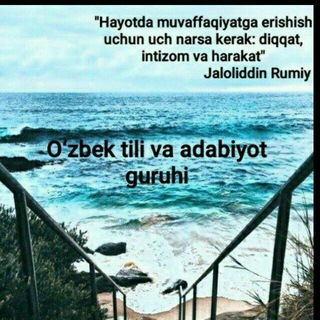 "Hayotda muvaffaqiyatga erishish
uchun uch narsa kerak: diqqat,
intizom va harakat"
Jaloliddin Rumiy
O'zbek tili va adabiyot
guruhi